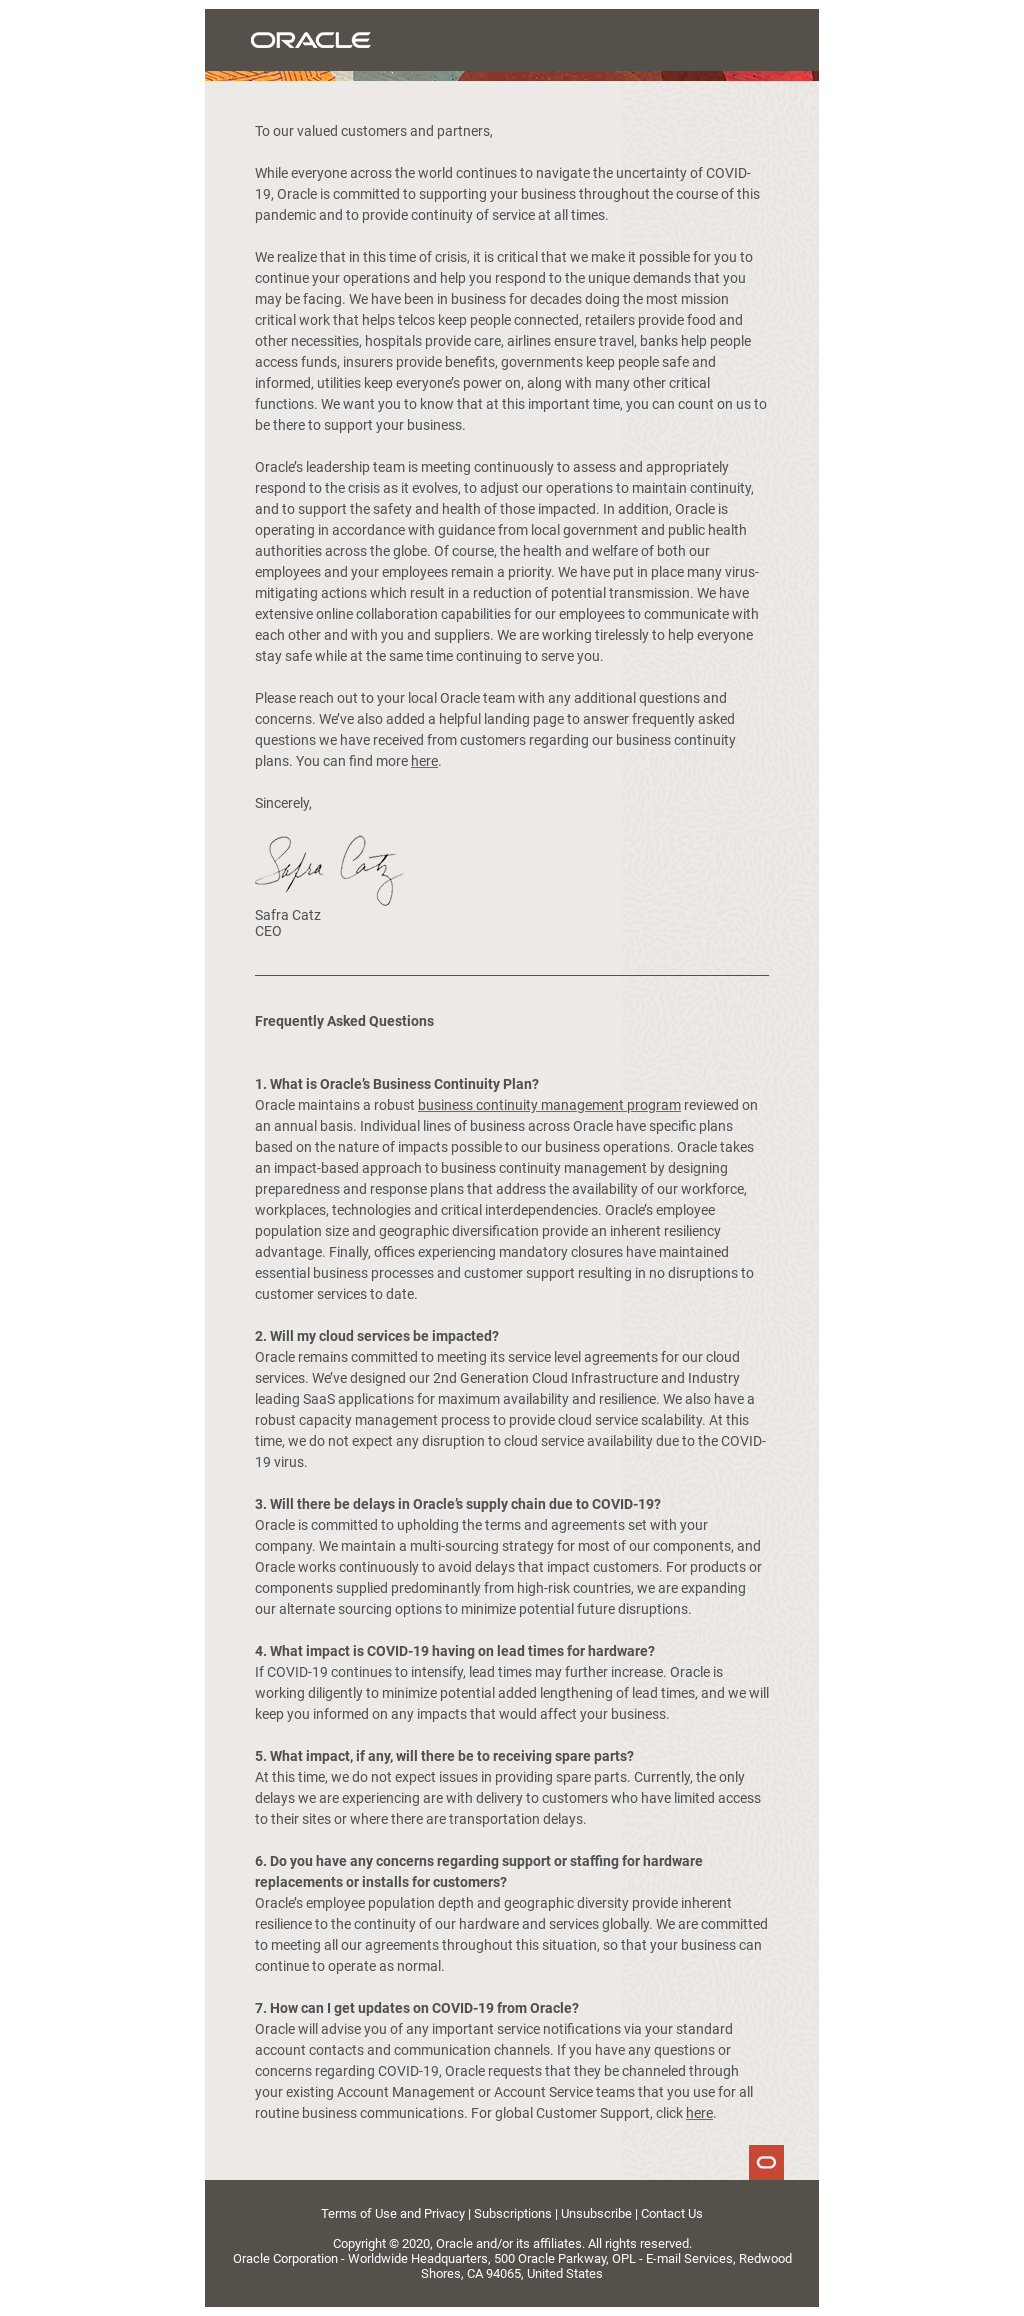 ORACLE
To our valued customers and partners,
While everyone across the world continues to navigate the uncertainty of COVID-
19, Oracle is committed to supporting your business throughout the course of this
pandemic and to provide continuity of service at all times.
We realize that in this time of crisis, it is critical that we make it possible for you to
continue your operations and help you respond to the unique demands that you
may be facing. We have been in business for decades doing the most mission
critical work that helps telcos keep people connected, retailers provide food and
other necessities, hospitals provide care, airlines ensure travel, banks help people
access funds, insurers provide benefits, governments keep people safe and
informed, utilities keep everyone’s power on, along with many other critical
functions. We want you to know that at this important time, you can count on us to
be there to support your business.
Oracle’s leadership team is meeting continuously to assess and appropriately
respond to the crisis as it evolves, to adjust our operations to maintain continuity,
and to support the safety and health of those impacted. In addition, Oracle is
operating in accordance with guidance from local government and public health
authorities across the globe. Of course, the health and welfare of both our
employees and your employees remain a priority. We have put in place many virus-
mitigating actions which result in a reduction of potential transmission. We have
extensive online collaboration capabilities for our employees to communicate with
each other and with you and suppliers. We are working tirelessly to help everyone
stay safe while at the same time continuing to serve you.
Please reach out to your local Oracle team with any additional questions and
concerns. We’ve also added a helpful landing page to answer frequently asked
questions we have received from customers regarding our business continuity
plans. You can find more here.
Sincerely,
Safra Catz
Safra Catz
CEO
Frequently Asked Questions
1. What is Oracle’s Business Continuity Plan?
Oracle maintains a robust business continuity management program reviewed on
an annual basis. Individual lines of business across Oracle have specific plans
based on the nature of impacts possible to our business operations. Oracle takes
an impact-based approach to business continuity management by designing
preparedness and response plans that address the availability of our workforce,
workplaces, technologies and critical interdependencies. Oracle’s employee
population size and geographic diversification provide an inherent resiliency
advantage. Finally, offices experiencing mandatory closures have maintained
essential business processes and customer support resulting in no disruptions to
customer services to date.
2. Will my cloud services be impacted?
Oracle remains committed to meeting its service level agreements for our cloud
services. We’ve designed our 2nd Generation Cloud Infrastructure and Industry
leading SaaS applications for maximum availability and resilience. We also have a
robust capacity management process to provide cloud service scalability. At this
time, we do not expect any disruption to cloud service availability due to the COVID-
19 virus.
3. Will there be delays in Oracle’s supply chain due to COVID-19?
Oracle is committed to upholding the terms and agreements set with your
company. We maintain a multi-sourcing strategy for most of our components, and
Oracle works continuously to avoid delays that impact customers. For products or
components supplied predominantly from high-risk countries, we are expanding
our alternate sourcing options to minimize potential future disruptions.
4. What impact is COVID-19 having on lead times for hardware?
If COVID-19 continues to intensify, lead times may further increase. Oracle is
working diligently to minimize potential added lengthening of lead times, and we will
keep you informed on any impacts that would affect your business.
5. What impact, if any, will there be to receiving spare parts?
At this time, we do not expect issues in providing spare parts. Currently, the only
delays we are experiencing are with delivery to customers who have limited access
to their sites or where there are transportation delays.
6. Do you have any concerns regarding support or staffing for hardware
replacements or installs for customers?
Oracle’s employee population depth and geographic diversity provide inherent
resilience to the continuity of our hardware and services globally. We are committed
to meeting all our agreements throughout this situation, so that your business can
continue to operate as normal.
7. How can I get updates on COVID-19 from Oracle?
Oracle will advise you of any important service notifications via your standard
account contacts and communication channels. If you have any questions or
concerns regarding COVID-19, Oracle requests that they be channeled through
your existing Account Management or Account Service teams that you use for all
routine business communications. For global Customer Support, click here.
Terms of Use and Privacy | Subscriptions | Unsubscribe | Contact Us
Copyright © 2020, Oracle and/or its affiliates. All rights reserved.
Oracle Corporation - Worldwide Headquarters, 500 Oracle Parkway, OPL - E-mail Services, Redwood
Shores, CA 94065, United States